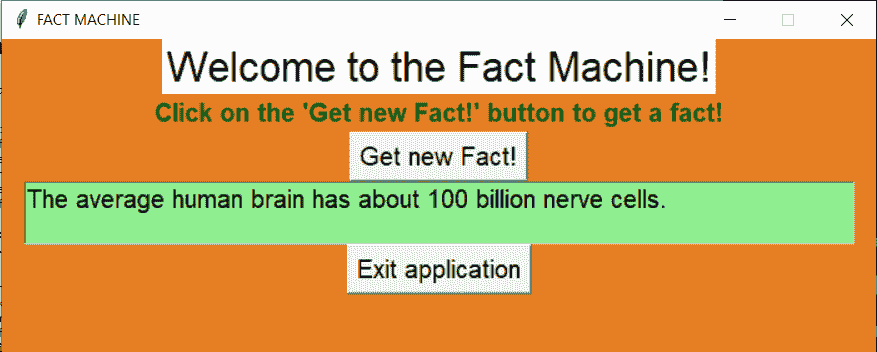 FACT MACHINE
Welcome to the Fact Machine!
Click on the 'Get new Fact!' button to get a fact!
Get new Fact!
The average human brain has about 100 billion nerve cells.
Exit application